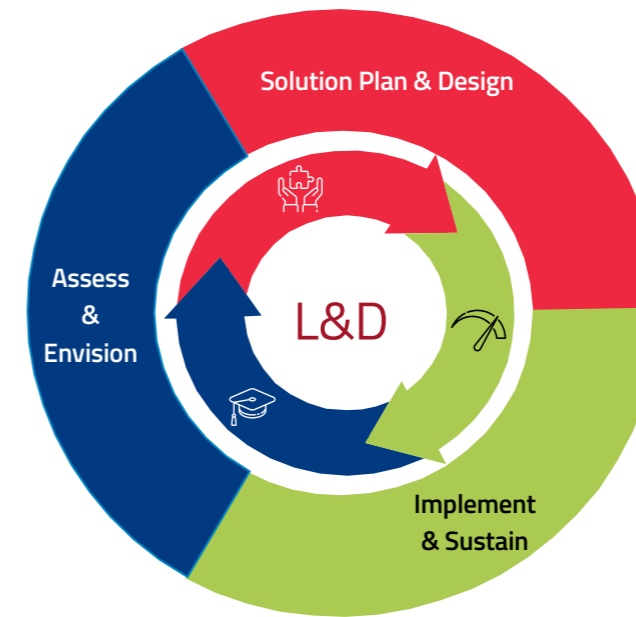 Solution Plan & Design
Assess
&
Envision
L&D
Implement
& Sustain